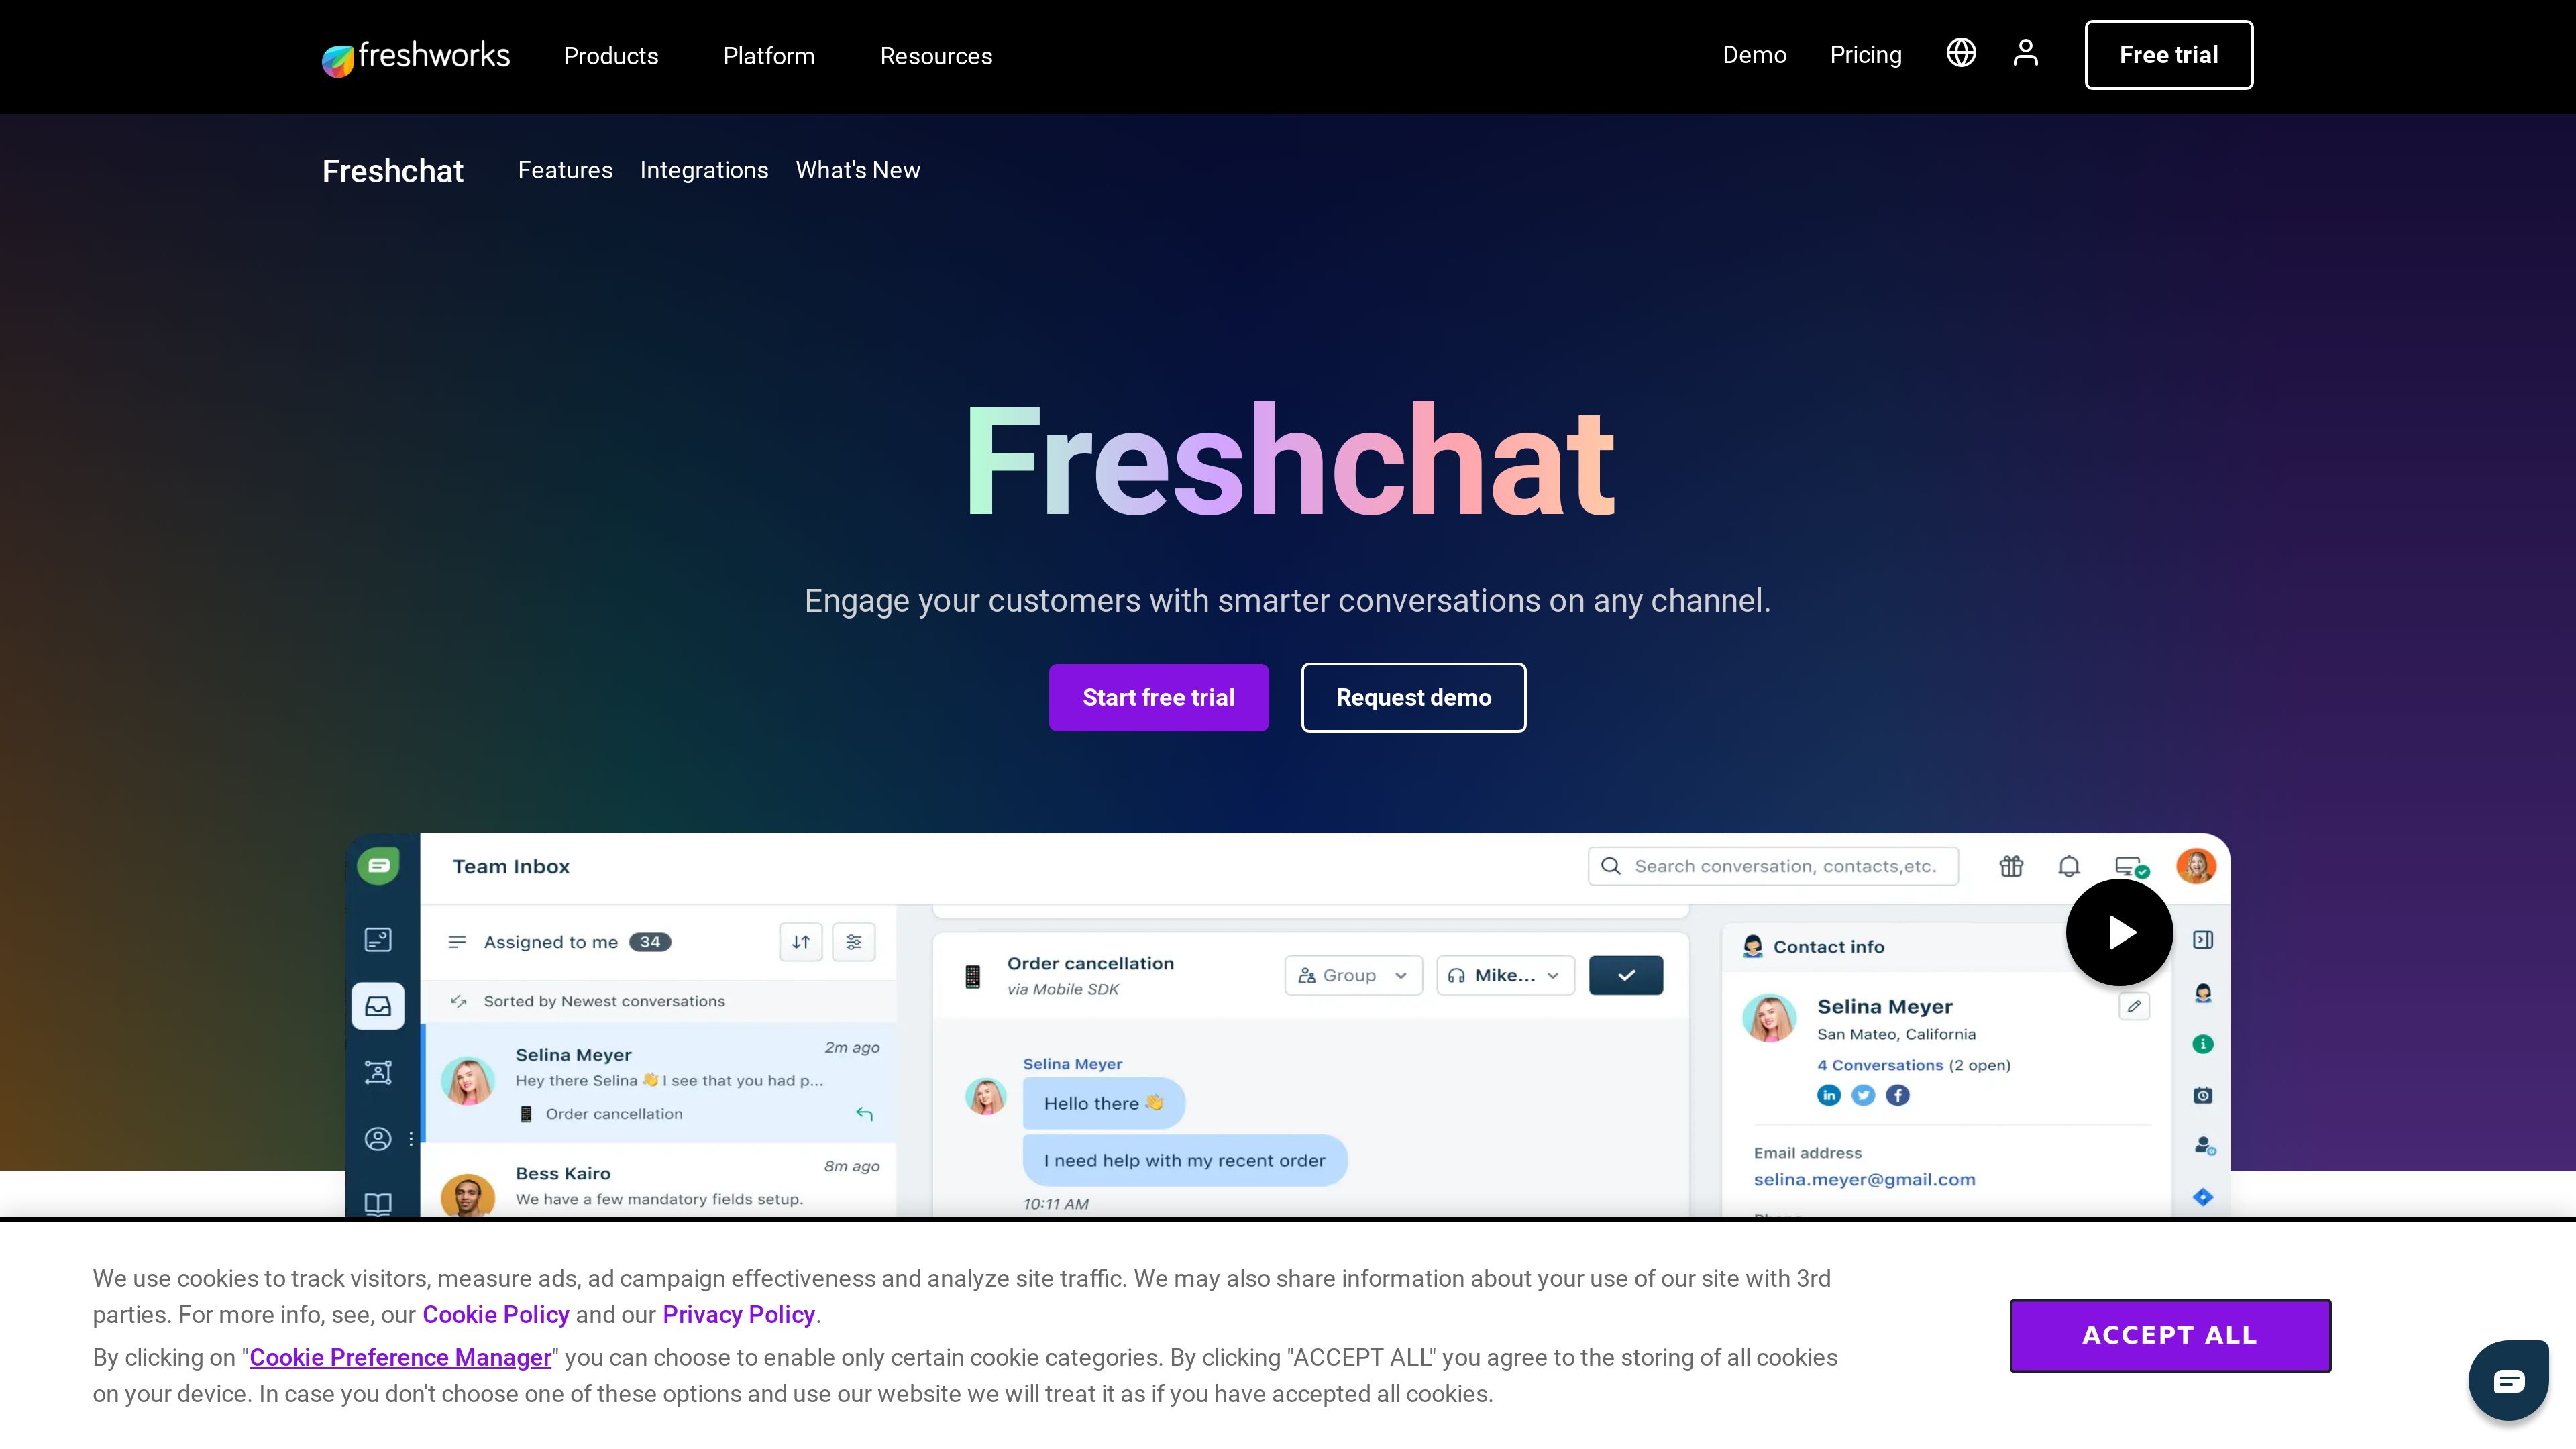 freshworks
Products
Platform
Resources
Demo
Pricing
Free trial
Freshchat
Features
Integrations
What's New
Freshchat
Engage your customers with smarter conversations on any channel.
Start free trial
Request demo
Team Inbox
Search conversation, contacts,etc.
Assigned to me 34
Sorted by Newest conversations
Selina Meyer
2m ago
Hey there Selina 👋 I see that you had p...
Order cancellation
Bess Kairo
8m ago
We have a few mandatory fields setup.
Order cancellation
via Mobile SDK
Group
Mike...
Selina Meyer
Hello there 👋
I need help with my recent order
10:11 AM
Contact info
Selina Meyer
San Mateo, California
4 Conversations (2 open)
in
f
Email address
selina.meyer@gmail.com
We use cookies to track visitors, measure ads, ad campaign effectiveness and analyze site traffic. We may also share information about your use of our site with 3rd
parties. For more info, see, our Cookie Policy and our Privacy Policy.
By clicking on "Cookie Preference Manager" you can choose to enable only certain cookie categories. By clicking "ACCEPT ALL" you agree to the storing of all cookies
on your device. In case you don't choose one of these options and use our website we will treat it as if you have accepted all cookies.
ACCEPT ALL